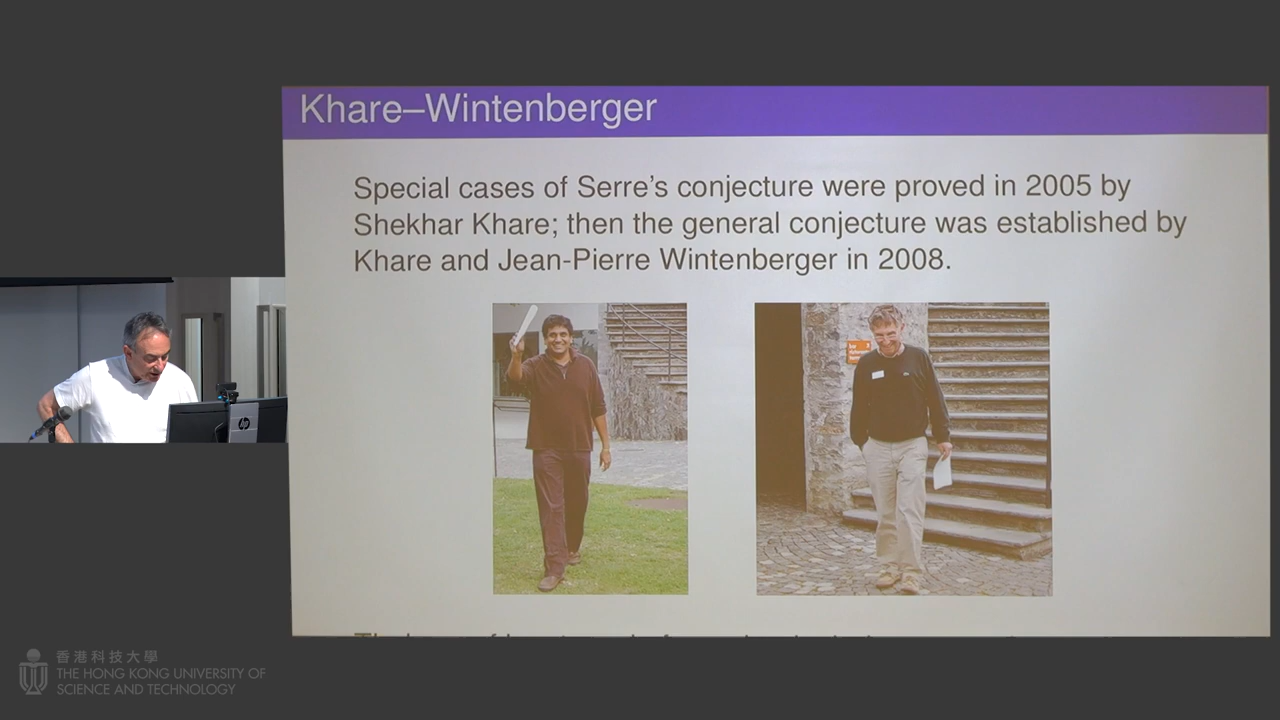 Khare–Wintenberger
Special cases of Serre's conjecture were proved in 2005 by
Shekhar Khare; then the general conjecture was established by
Khare and Jean-Pierre Wintenberger in 2008.
hp
香港科技大學
THE HONG KONG UNIVERSITY OF
SCIENCE AND TECHNOLOGY